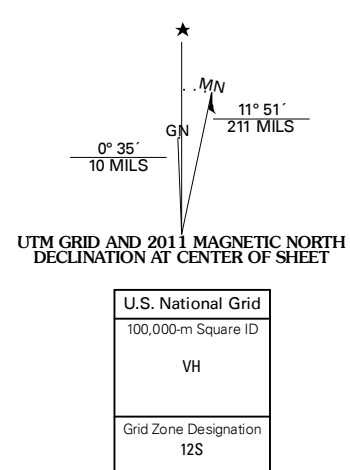 MN
11° 51´
211 MILS
GN
0° 35´
10 MILS
UTM GRID AND 2011 MAGNETIC NORTH
DECLINATION AT CENTER OF SHEET
U.S. National Grid
100,000-m Square ID
VH
Grid Zone Designation
12S